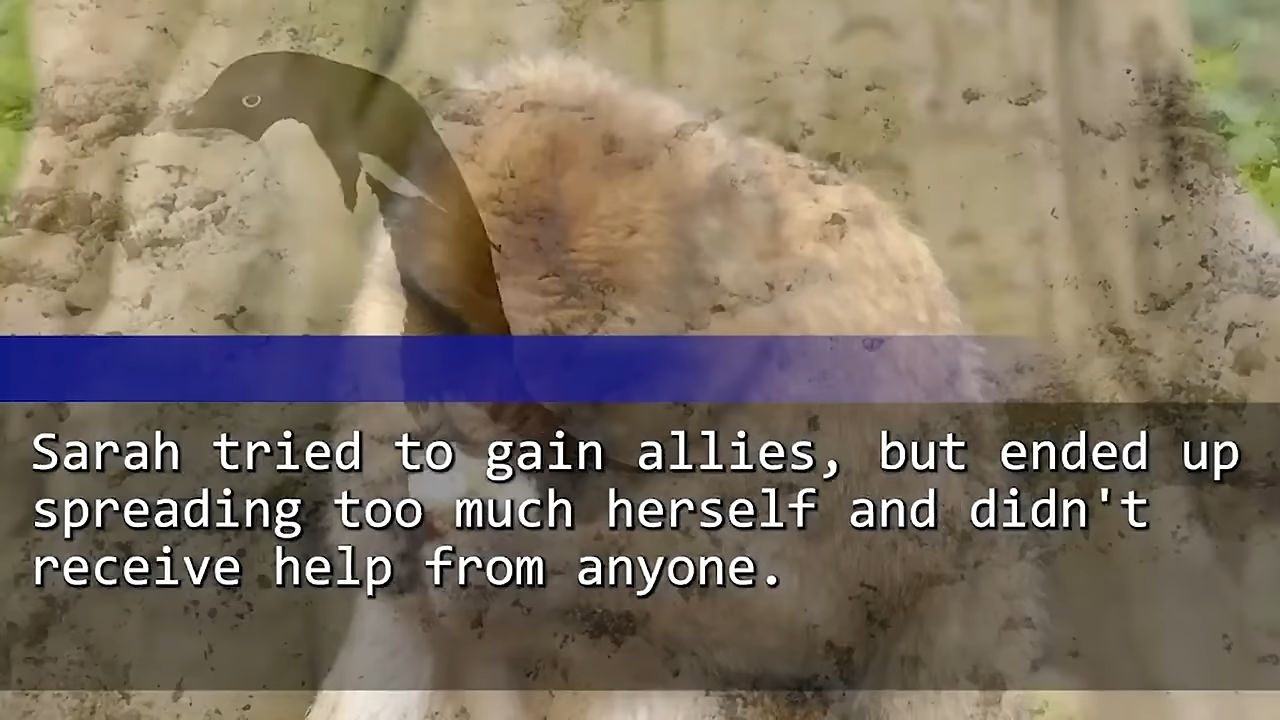 Sarah tried to gain allies, but ended up
spreading too much herself and didn't
receive help from anyone.